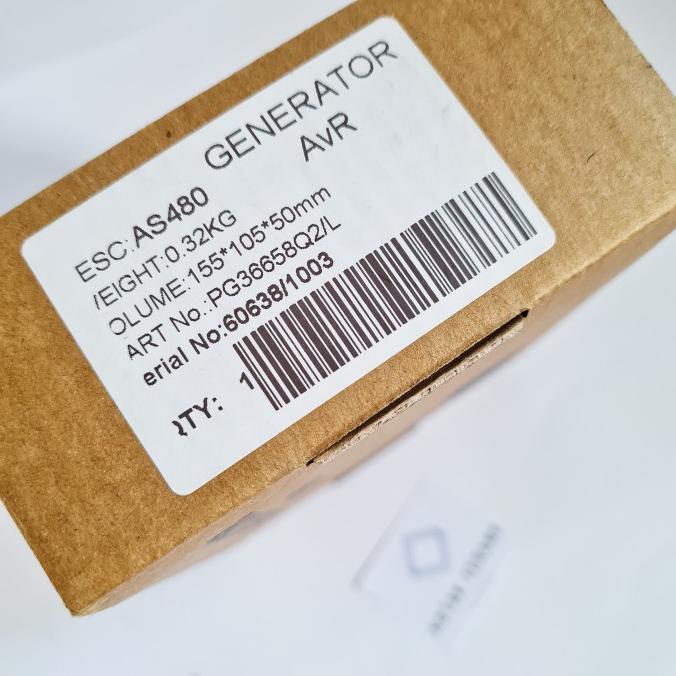 GENERATOR
AvR
ESC:AS480
EIGHT:0.32KG
OLUME:155*105*50mm
ART No.:PG36658Q2/L
erial No:60638/1003
TY: 1